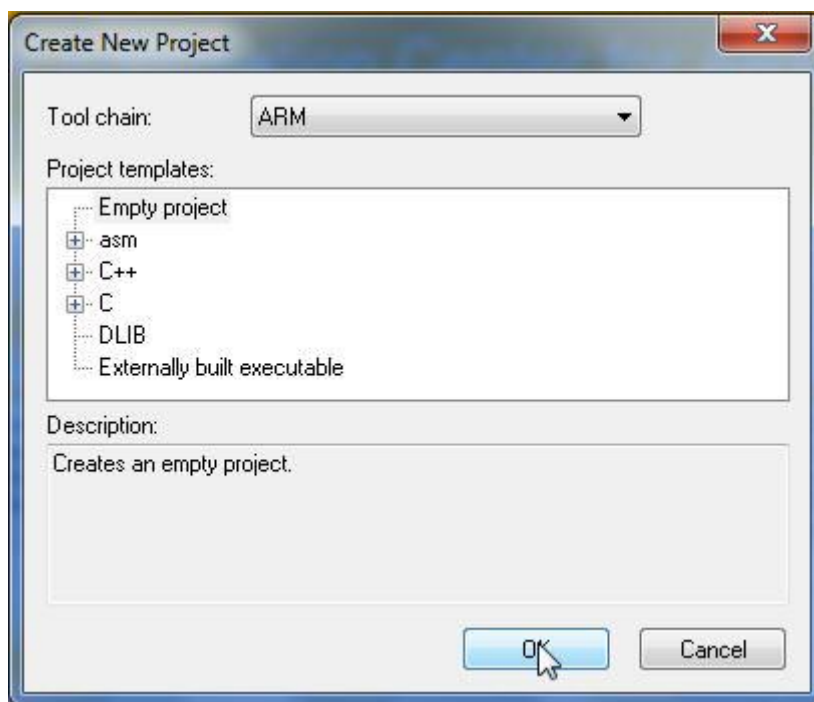 Create New Project
Tool chain: ARM
Project templates:
Empty project
asm
C++
C
DLIB
Externally built executable
Description:
Creates an empty project.
OK Cancel